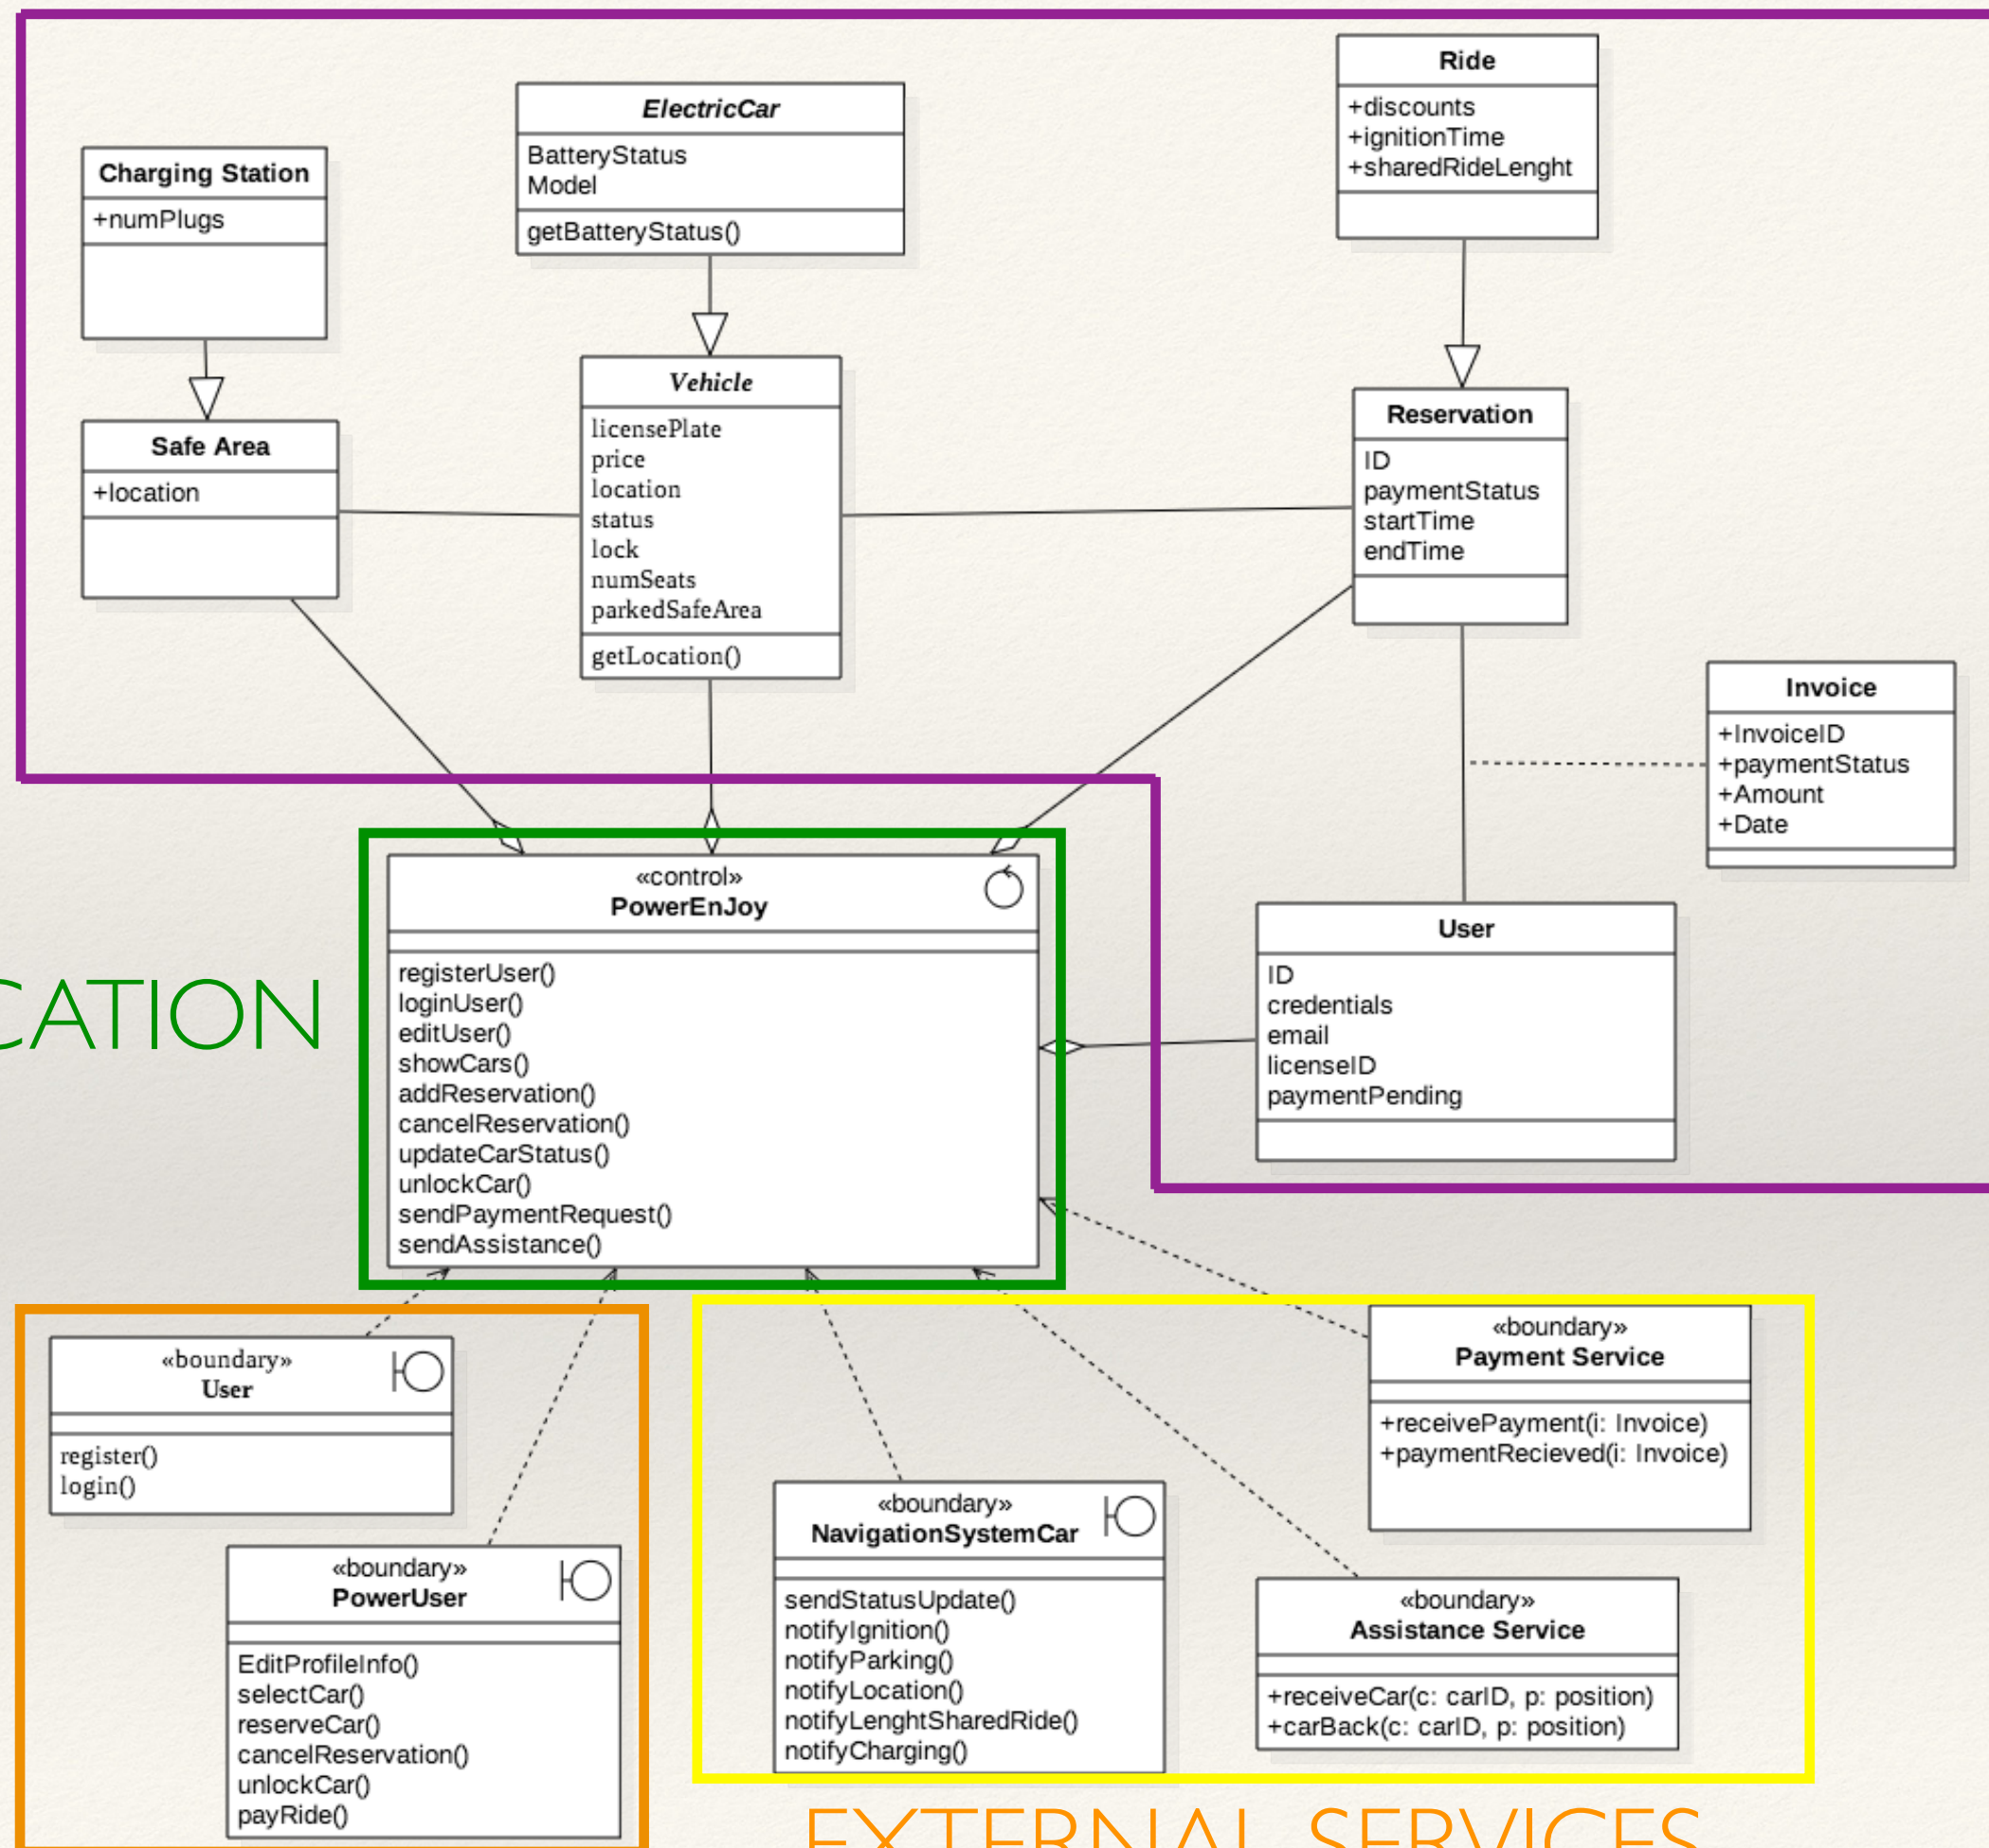 Ride
+discounts
+ignitionTime
+sharedRideLenght
ElectricCar
BatteryStatus
Model
getBatteryStatus()
Charging Station
+numPlugs
Vehicle
licensePlate
price
location
status
lock
numSeats
parkedSafeArea
getLocation()
Safe Area
+location
Reservation
ID
paymentStatus
startTime
endTime
Invoice
+InvoiceID
+paymentStatus
+Amount
+Date
«control»
PowerEnJoy
registerUser()
loginUser()
editUser()
showCars()
addReservation()
cancelReservation()
updateCarStatus()
unlockCar()
sendPaymentRequest()
sendAssistance()
CATION
User
ID
credentials
email
licenseID
paymentPending
«boundary»
User
register()
login()
«boundary»
PowerUser
EditProfileInfo()
selectCar()
reserveCar()
cancelReservation()
unlockCar()
payRide()
«boundary»
NavigationSystemCar
sendStatusUpdate()
notifyIgnition()
notifyParking()
notifyLocation()
notifyLenghtSharedRide()
notifyCharging()
«boundary»
Payment Service
+receivePayment(i: Invoice)
+paymentRecieved(i: Invoice)
«boundary»
Assistance Service
+receiveCar(c: carID, p: position)
+carBack(c: carID, p: position)
EXTERNAL SERVICES